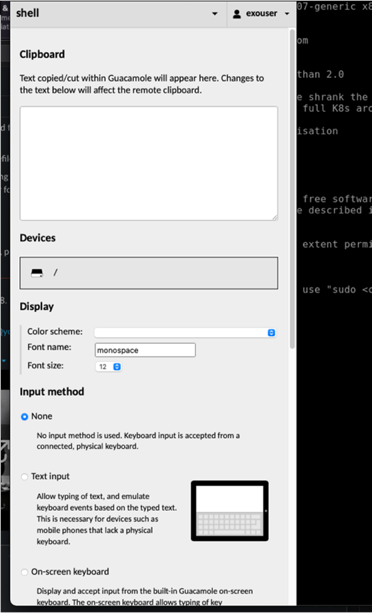 shell
exouser
Clipboard
Text copied/cut within Guacamole will appear here. Changes to
the text below will affect the remote clipboard.
Devices
/
Display
Color scheme:
Font name:
monospace
Font size:
12
Input method
None
No input method is used. Keyboard input is accepted from a
connected, physical keyboard.
Text input
Allow typing of text, and emulate
keyboard events based on the typed text.
This is necessary for devices such as
mobile phones that lack a physical
keyboard.
On-screen keyboard
Display and accept input from the built-in Guacamole on-screen
keyboard. The on-screen keyboard allows typing of key
07-generic x8
om
than 2.0
e shrank the
full K8s
isation
free softwar
e described i
extent permi
use "sudo <c